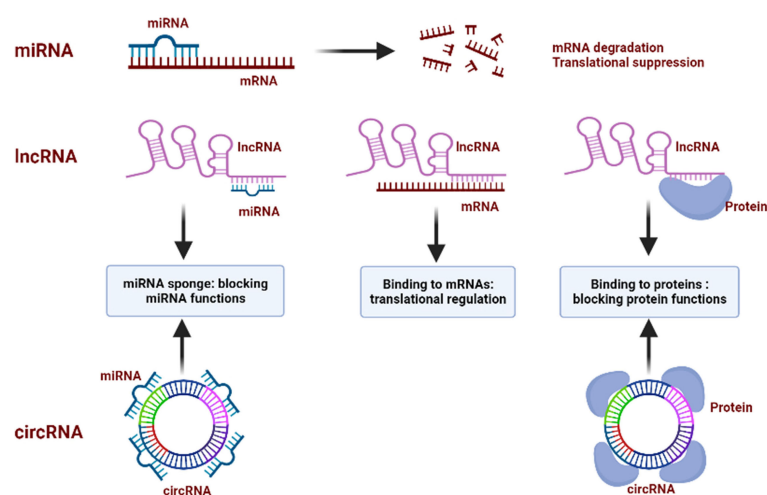 miRNA
miRNA
mRNA
mRNA degradation
Translational suppression
lncRNA
lncRNA
miRNA
lncRNA
mRNA
lncRNA
Protein
miRNA sponge: blocking
miRNA functions
Binding to mRNAs:
translational regulation
Binding to proteins :
blocking protein functions
circRNA
miRNA
circRNA
Protein
circRNA